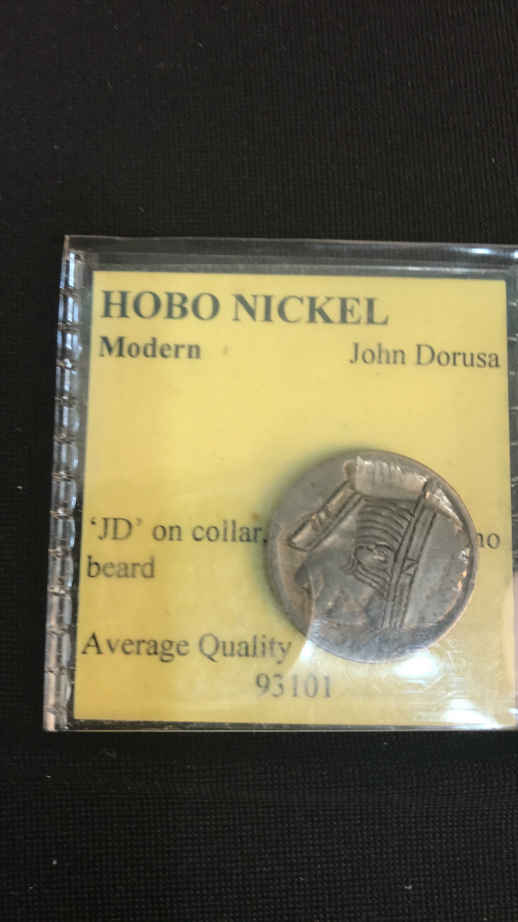 HOBO NICKEL
Modern John Dorusa
'JD' on collar, no
beard
Average Quality
93101